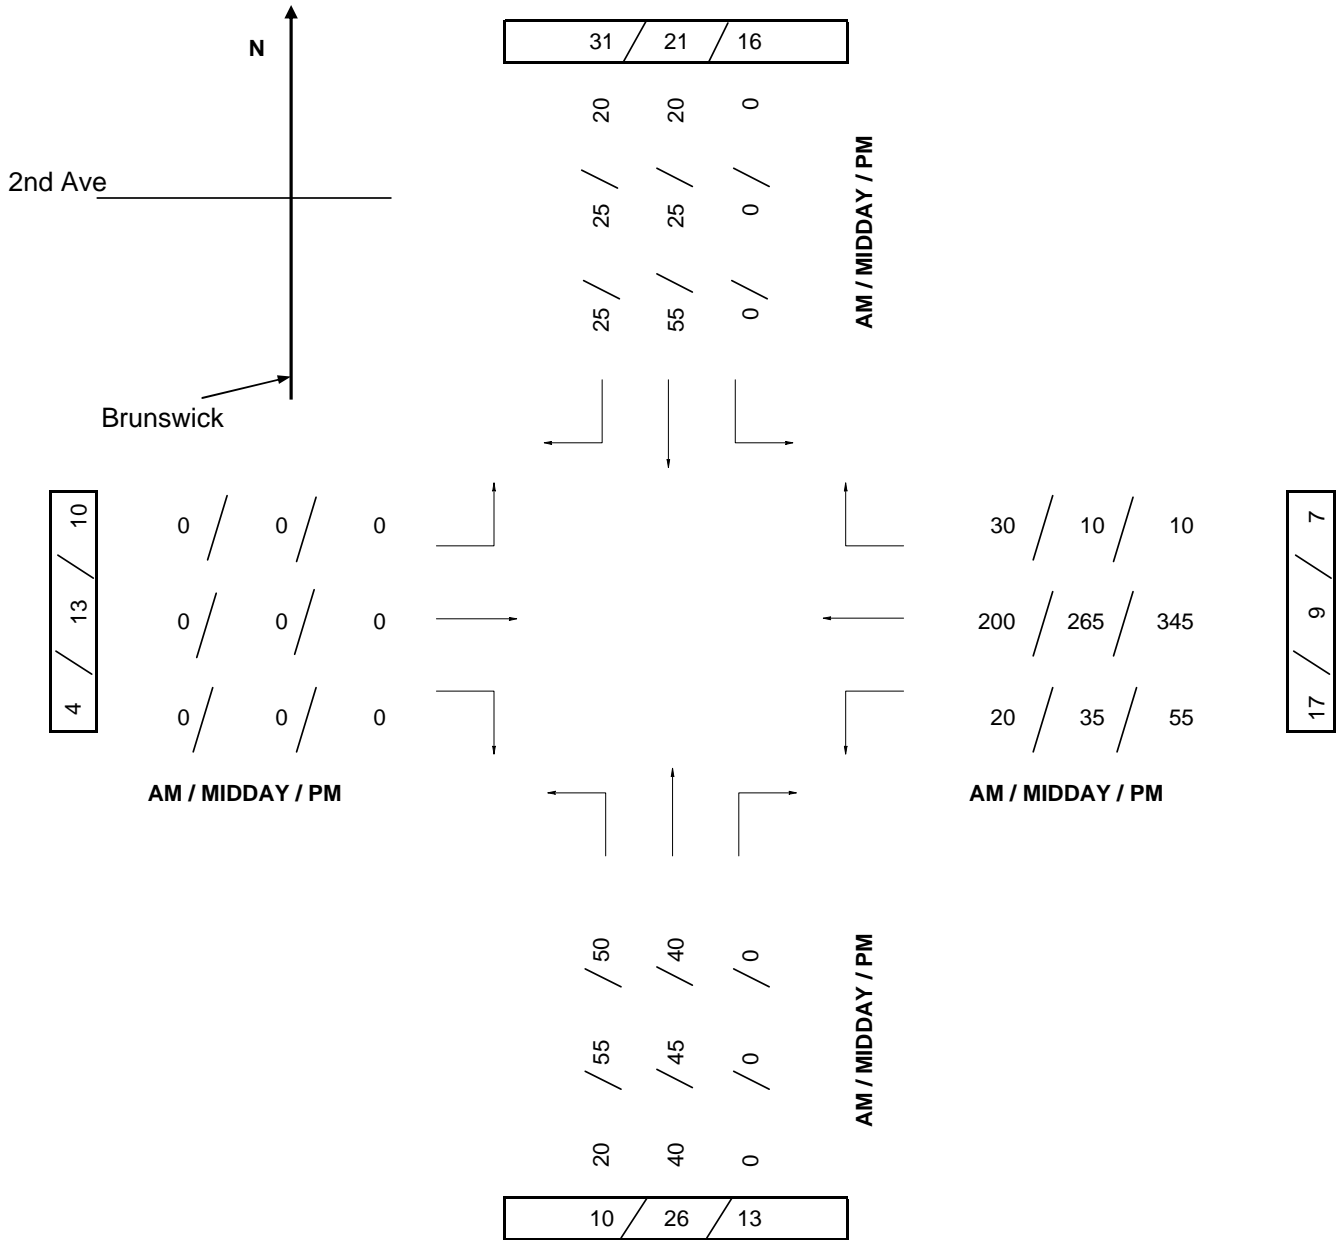 31 / 21 / 16
N
20 20 0
AM / MIDDAY / PM
2nd Ave
/ / /
25 25 0
/ / /
25 55 0
Brunswick
10 / 13 / 4
0 / 0 / 0
0 / 0 / 0
0 / 0 / 0
AM / MIDDAY / PM
30 / 10 / 10
200 / 265 / 345
20 / 35 / 55
AM / MIDDAY / PM
7 / 9 / 17
50 40 0
/ / /
55 45 0
/ / /
20 40 0
AM / MIDDAY / PM
10 / 26 / 13